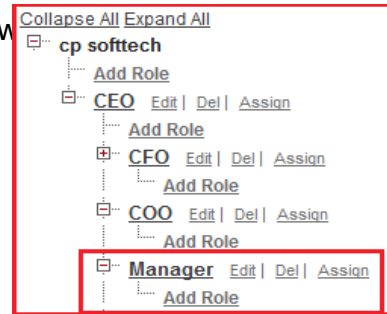 Collapse All Expand All
cp softtech
Add Role
CEO Edit | Del | Assign
Add Role
CFO Edit | Del | Assign
Add Role
COO Edit | Del | Assign
Add Role
Manager Edit | Del | Assign
Add Role